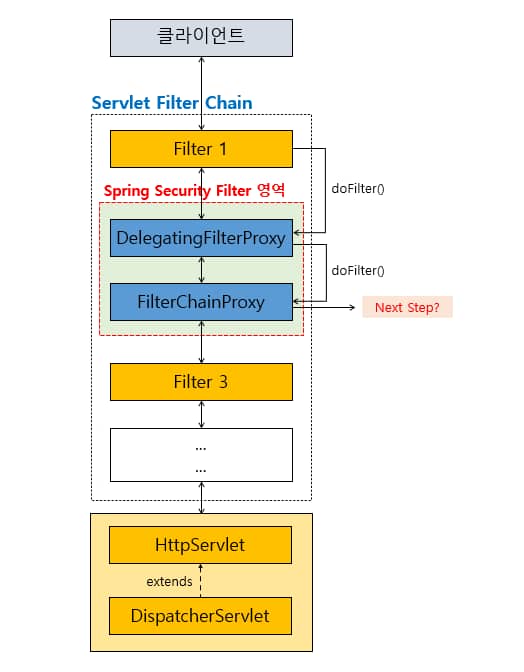 클라이언트
Servlet Filter Chain
Filter 1
doFilter()
Spring Security Filter 영역
DelegatingFilterProxy
doFilter()
FilterChainProxy
Next Step?
Filter 3
...
...
HttpServlet
extends
DispatcherServlet